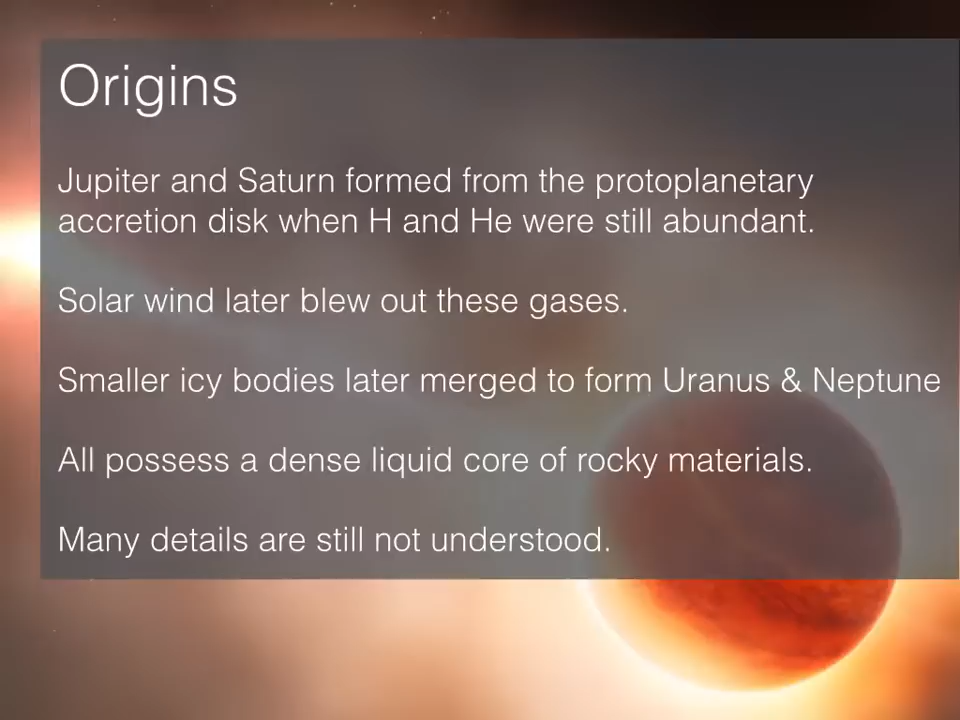 Origins
Jupiter and Saturn formed from the protoplanetary
accretion disk when H and He were still abundant.
Solar wind later blew out these gases.
Smaller icy bodies later merged to form Uranus & Neptune
All possess a dense liquid core of rocky materials.
Many details are still not understood.